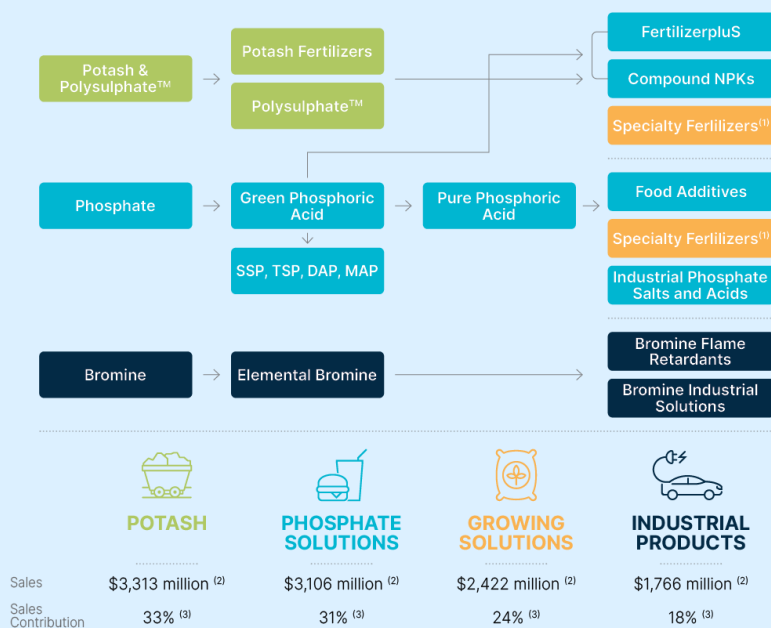 Potash &
Polysulphate™
Potash Fertilizers
Polysulphate™
FertilizerpluS
Compound NPKs
Specialty Ferlilizers(1)
Phosphate
Green Phosphoric
Acid
Pure Phosphoric
Acid
SSP, TSP, DAP, MAP
Food Additives
Specialty Ferlilizers(1)
Industrial Phosphate
Salts and Acids
Bromine
Elemental Bromine
Bromine Flame
Retardants
Bromine Industrial
Solutions
POTASH
PHOSPHATE
SOLUTIONS
GROWING
SOLUTIONS
INDUSTRIAL
PRODUCTS
Sales
$3,313 million (2)
$3,106 million (2)
$2,422 million (2)
$1,766 million (2)
Sales
Contribution
33% (3)
31% (3)
24% (3)
18% (3)